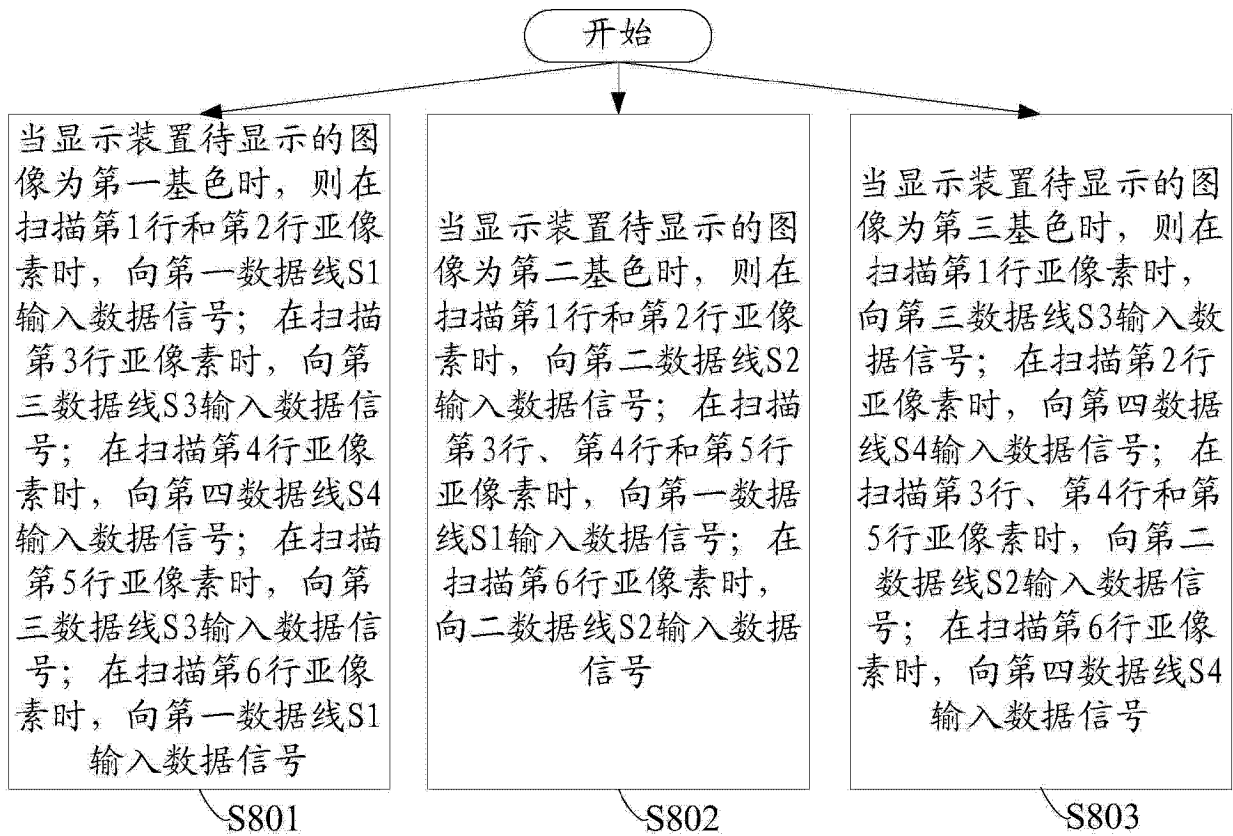 开始
当显示装置待显示的图
像为第一基色时，则在
扫描第1行和第2行亚像
素时，向第一数据线S1
输入数据信号；在扫描
第3行亚像素时，向第
三数据线S3输入数据信
号；在扫描第4行亚像
素时，向第四数据线S4
输入数据信号；在扫描
第5行亚像素时，向第
三数据线S3输入数据信
号；在扫描第6行亚像
素时，向第一数据线S1
输入数据信号
S801
当显示装置待显示的图
像为第二基色时，则在
扫描第1行和第2行亚像
素时，向第二数据线S2
输入数据信号；在扫描
第3行、第4行和第5行
亚像素时，向第一数据
线S1输入数据信号；在
扫描第6行亚像素时，
向二数据线S2输入数据
信号
S802
当显示装置待显示的图
像为第三基色时，则在
扫描第1行亚像素时，
向第三数据线S3输入数
据信号；在扫描第2行
亚像素时，向第四数据
线S4输入数据信号；在
扫描第3行、第4行和第
5行亚像素时，向第二
数据线S2输入数据信
号；在扫描第6行亚像
素时，向第四数据线S4
输入数据信号
S803